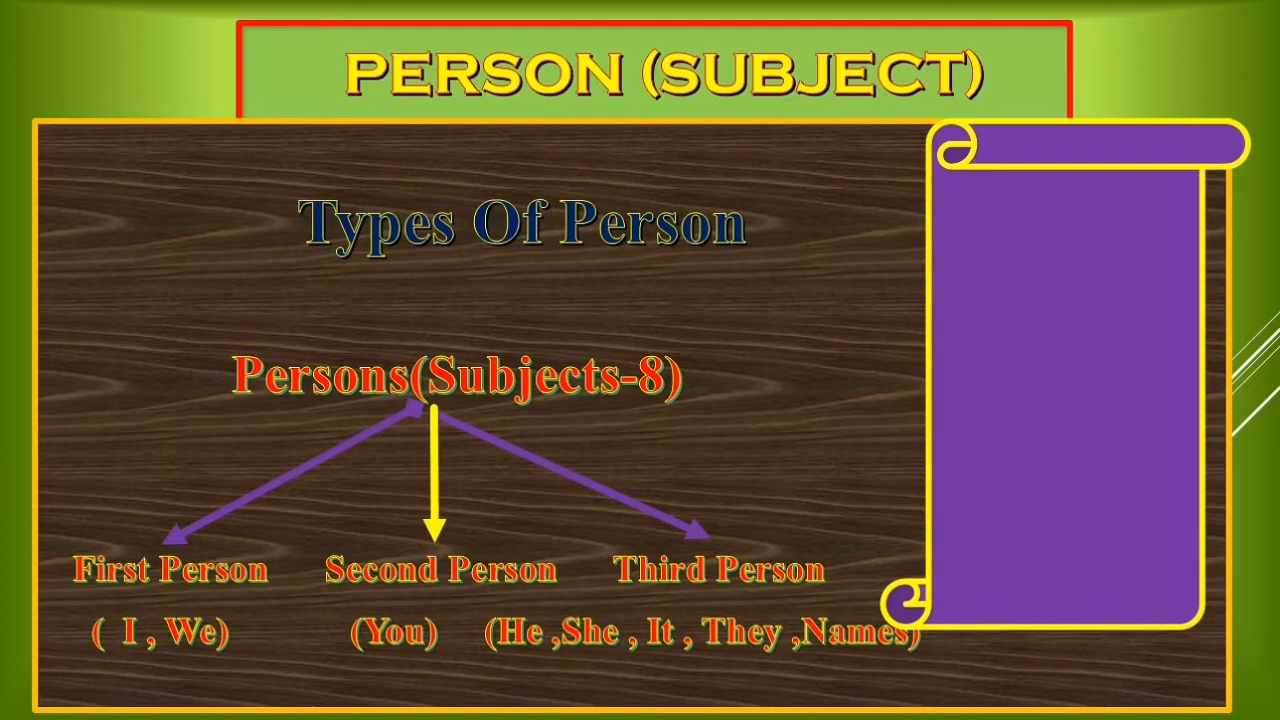 PERSON (SUBJECT)
Types Of Person
Persons(Subjects-8)
First Person Second Person Third Person
( I , We) (You) (He ,She , It , They ,Names)